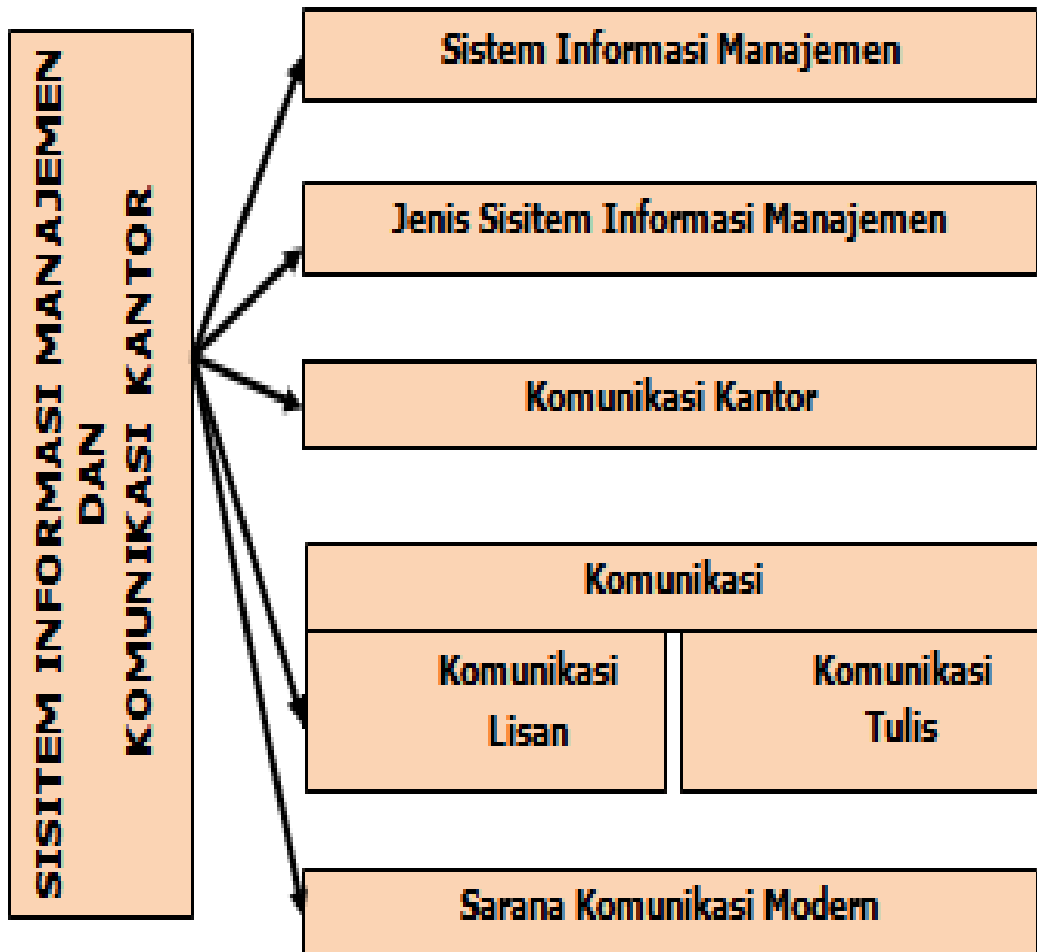 SISITEM INFORMASI MANAJEMEN
DAN
KOMUNIKASI KANTOR
Sistem Informasi Manajemen
Jenis Sisitem Informasi Manajemen
Komunikasi Kantor
Komunikasi
Komunikasi
Lisan
Komunikasi
Tulis
Sarana Komunikasi Modern